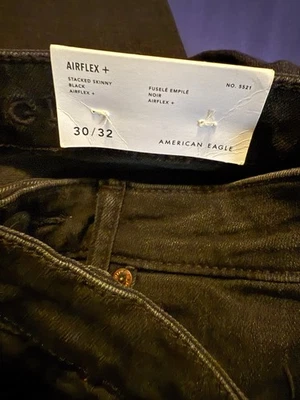 AIRFLEX +
STACKED SKINNY
BLACK
AIRFLEX +
FUSELÉ EMPILÉ
NOIR
AIRFLEX +
NO. 5521
30/32
AMERICAN EAGLE